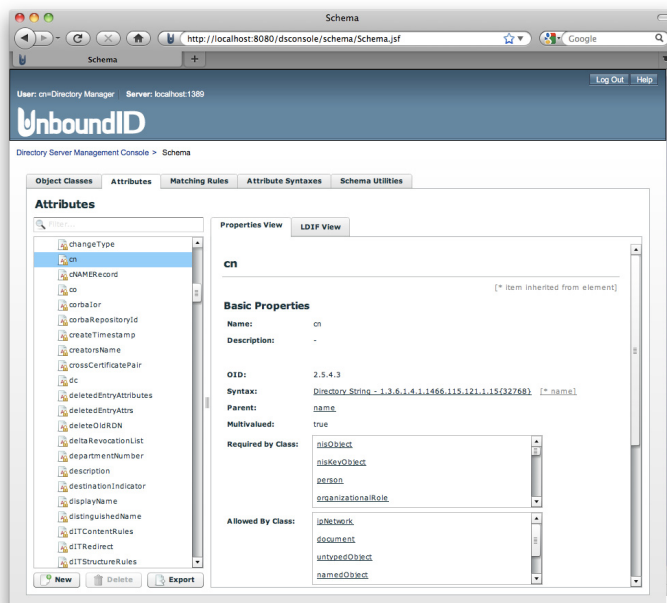 Schema
http://localhost:8080/dsconsole/schema/Schema.jsf
Google
Schema
+
Log Out Help
User: cn=Directory Manager Server: localhost:1389
UnboundID
Directory Server Management Console > Schema
Object Classes Attributes Matching Rules Attribute Syntaxes Schema Utilities
Attributes
Filter...
changeType
cn
cNAMERecord
co
corbaIor
corbaRepositoryId
createTimestamp
creatorsName
crossCertificatePair
dc
deletedEntryAttributes
deletedEntryAttrs
deleteOldRDN
deltaRevocationList
departmentNumber
description
destinationIndicator
displayName
distinguishedName
dITContentRules
dITRedirect
dITStructureRules
New Delete Export
Properties View LDIF View
cn
[* item inherited from element]
Basic Properties
Name: cn
Description: -
OID: 2.5.4.3
Syntax: Directory String - 1.3.6.1.4.1.1466.115.121.1.15{32768} [* name]
Parent: name
Multivalued: true
Required by Class: nisObject
nisKeyObject
person
organizationalRole
Allowed By Class: ipNetwork
document
untypedObject
namedObject